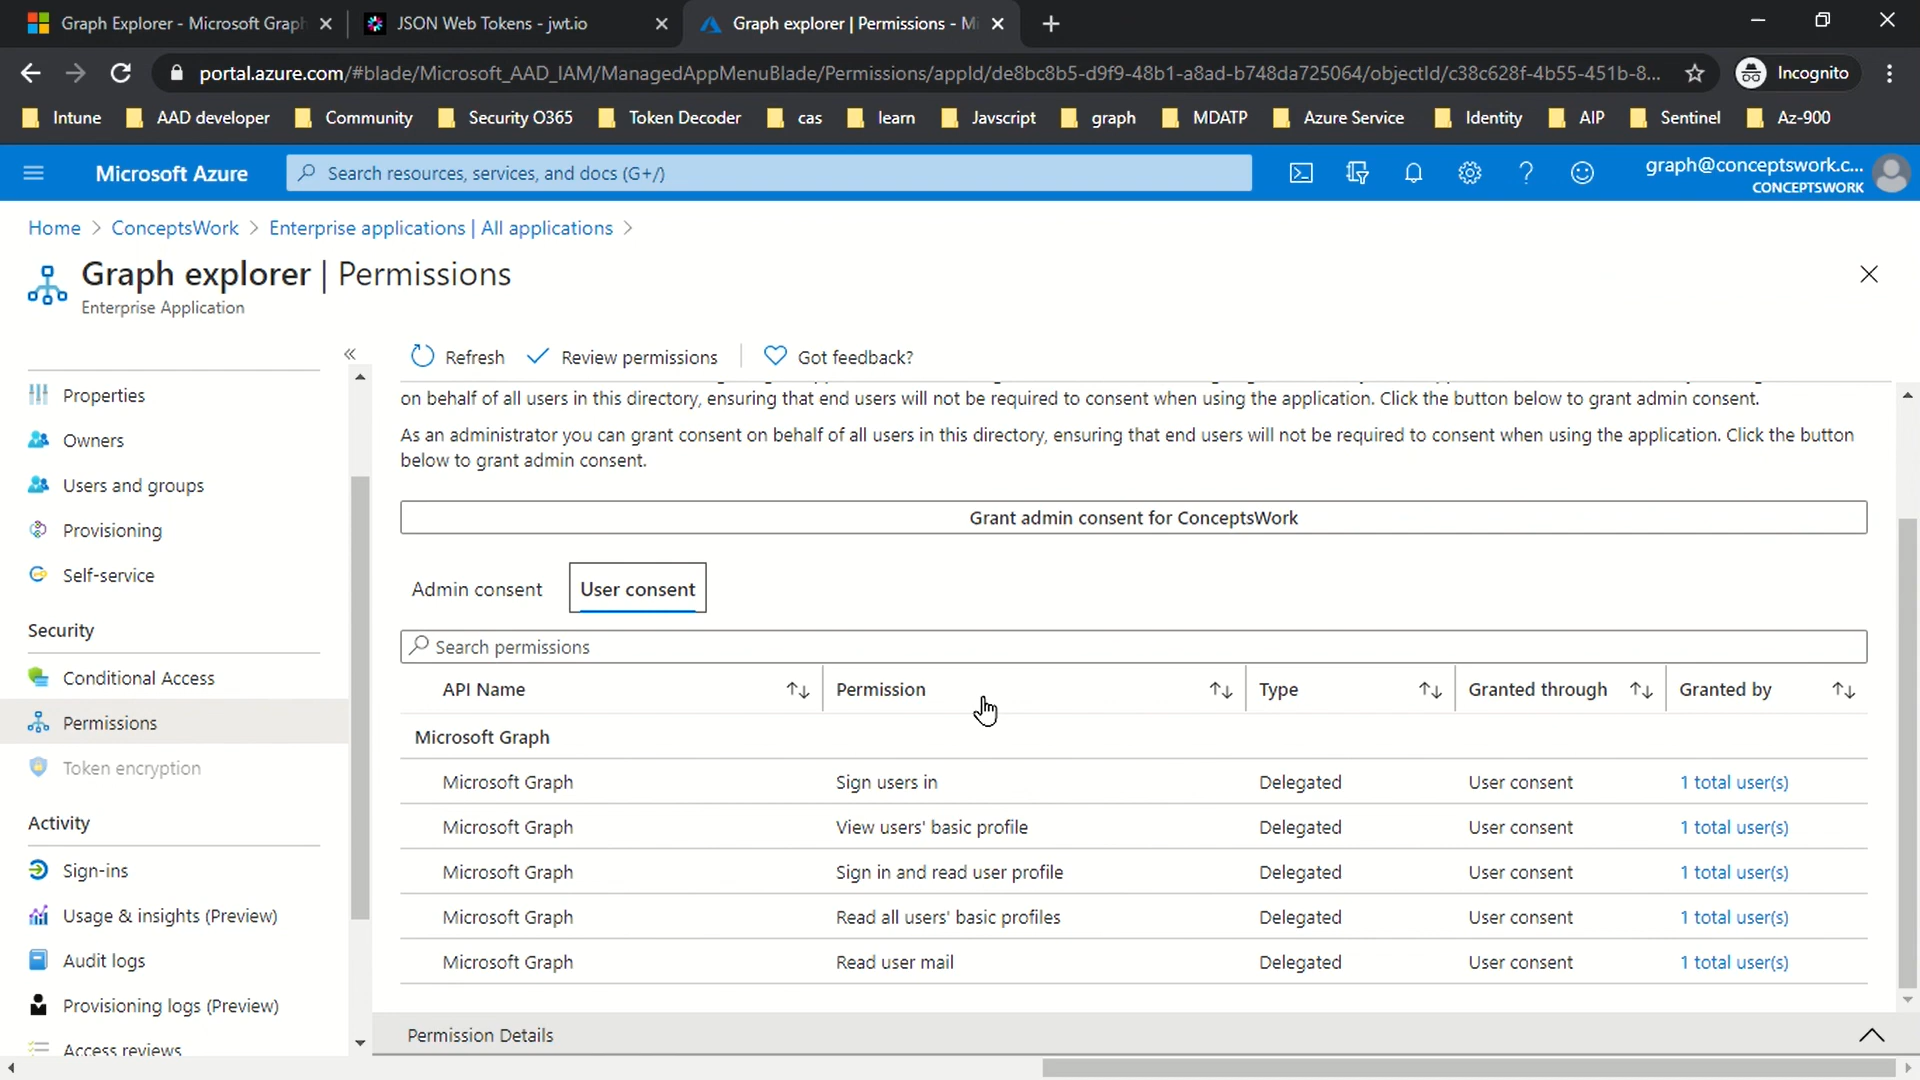 Graph Explorer - Microsoft Graph
JSON Web Tokens - jwt.io
Graph explorer | Permissions - Mi
portal.azure.com/#blade/Microsoft_AAD_IAM/ManagedAppMenuBlade/Permissions/appId/de8bc8b5-d9f9-48b1-a8ad-b748da725064/objectId/c38c628f-4b55-451b-8...
Incognito
Intune
AAD developer
Community
Security O365
Token Decoder
cas
learn
Javscript
graph
MDATP
Azure Service
Identity
AIP
Sentinel
Az-900
Microsoft Azure
Search resources, services, and docs (G+/)
graph@conceptswork.c...
CONCEPTSWORK
Home > ConceptsWork > Enterprise applications | All applications >
Graph explorer | Permissions
Enterprise Application
Properties
Owners
Users and groups
Provisioning
Self-service
Security
Conditional Access
Permissions
Token encryption
Activity
Sign-ins
Usage & insights (Preview)
Audit logs
Provisioning logs (Preview)
Access reviews
Refresh
Review permissions
Got feedback?
on behalf of all users in this directory, ensuring that end users will not be required to consent when using the application. Click the button below to grant admin consent.
As an administrator you can grant consent on behalf of all users in this directory, ensuring that end users will not be required to consent when using the application. Click the button
below to grant admin consent.
Grant admin consent for ConceptsWork
Admin consent
User consent
Search permissions
API Name Permission Type Granted through Granted by
Microsoft Graph
Microsoft Graph Sign users in Delegated User consent 1 total user(s)
Microsoft Graph View users' basic profile Delegated User consent 1 total user(s)
Microsoft Graph Sign in and read user profile Delegated User consent 1 total user(s)
Microsoft Graph Read all users' basic profiles Delegated User consent 1 total user(s)
Microsoft Graph Read user mail Delegated User consent 1 total user(s)
Permission Details